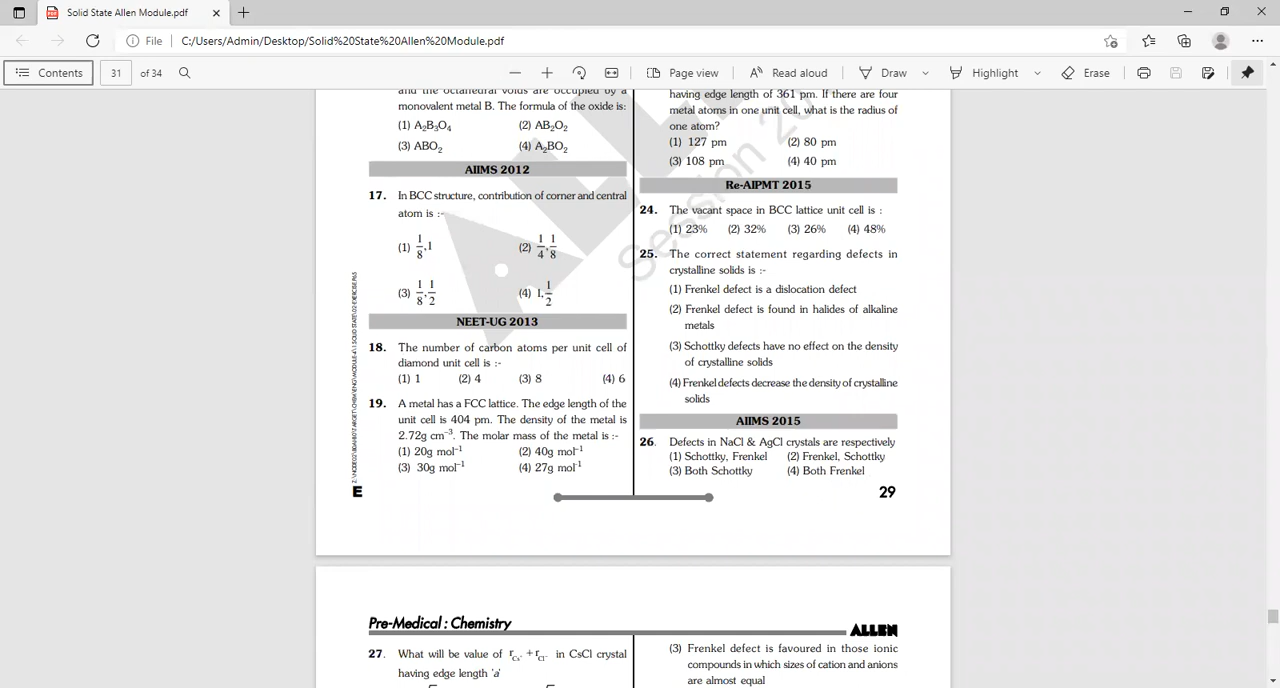 Solid State Allen Module.pdf
File C:/Users/Admin/Desktop/Solid%20State%20Allen%20Module.pdf
Contents 31 of 34 Page view Read aloud Draw Highlight Erase
and the octahedral voids are occupied by a
monovalent metal B. The formula of the oxide is:
(1) A₂B₃O₄ (2) AB₂O₂
(3) ABO₂ (4) A₂BO₂
AIIMS 2012
17. In BCC structure, contribution of corner and central
atom is :-
(1) 1/8,1 (2) 1/4,1/8
(3) 1/8,1/2 (4) 1,1/2
NEET-UG 2013
18. The number of carbon atoms per unit cell of
diamond unit cell is :-
(1) 1 (2) 4 (3) 8 (4) 6
19. A metal has a FCC lattice. The edge length of the
unit cell is 404 pm. The density of the metal is
2.72g cm⁻³. The molar mass of the metal is :-
(1) 20g mol⁻¹ (2) 40g mol⁻¹
(3) 30g mol⁻¹ (4) 27g mol⁻¹
E
having edge length of 361 pm. If there are four
metal atoms in one unit cell, what is the radius of
one atom?
(1) 127 pm (2) 80 pm
(3) 108 pm (4) 40 pm
Re-AIPMT 2015
24. The vacant space in BCC lattice unit cell is :
(1) 23% (2) 32% (3) 26% (4) 48%
25. The correct statement regarding defects in
crystalline solids is :-
(1) Frenkel defect is a dislocation defect
(2) Frenkel defect is found in halides of alkaline
metals
(3) Schottky defects have no effect on the density
of crystalline solids
(4) Frenkel defects decrease the density of crystalline
solids
AIIMS 2015
26. Defects in NaCl & AgCl crystals are respectively
(1) Schottky, Frenkel (2) Frenkel, Schottky
(3) Both Schottky (4) Both Frenkel
29
Session 20
Pre-Medical : Chemistry
ALLEN
27. What will be value of r_Cs⁺ + r_Cl⁻ in CsCl crystal
having edge length 'a'
(3) Frenkel defect is favoured in those ionic
compounds in which sizes of cation and anions
are almost equal